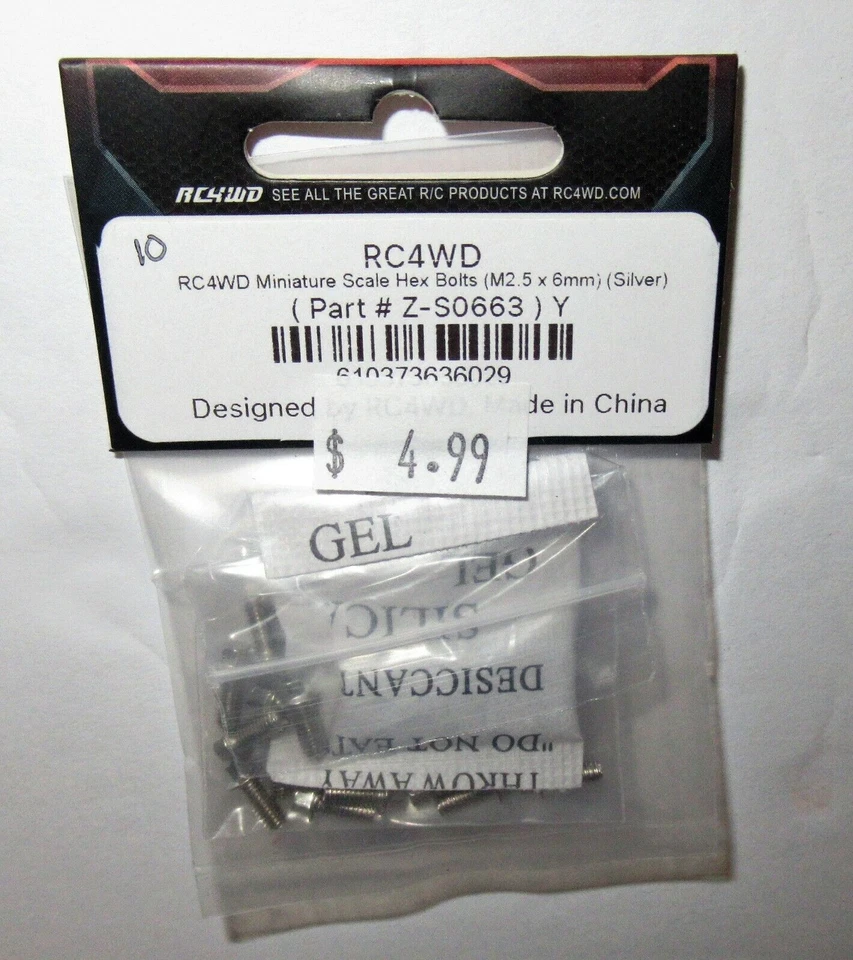 RC4WD SEE ALL THE GREAT R/C PRODUCTS AT RC4WD.COM
10
RC4WD
RC4WD Miniature Scale Hex Bolts (M2.5 x 6mm) (Silver)
( Part # Z-S0663 ) Y
610373636029
Designed by RC4WD, Made in China
$ 4.99
GEL
GEL
SILICA
DESICCANT
"DO NOT EAT
THROW AWAY